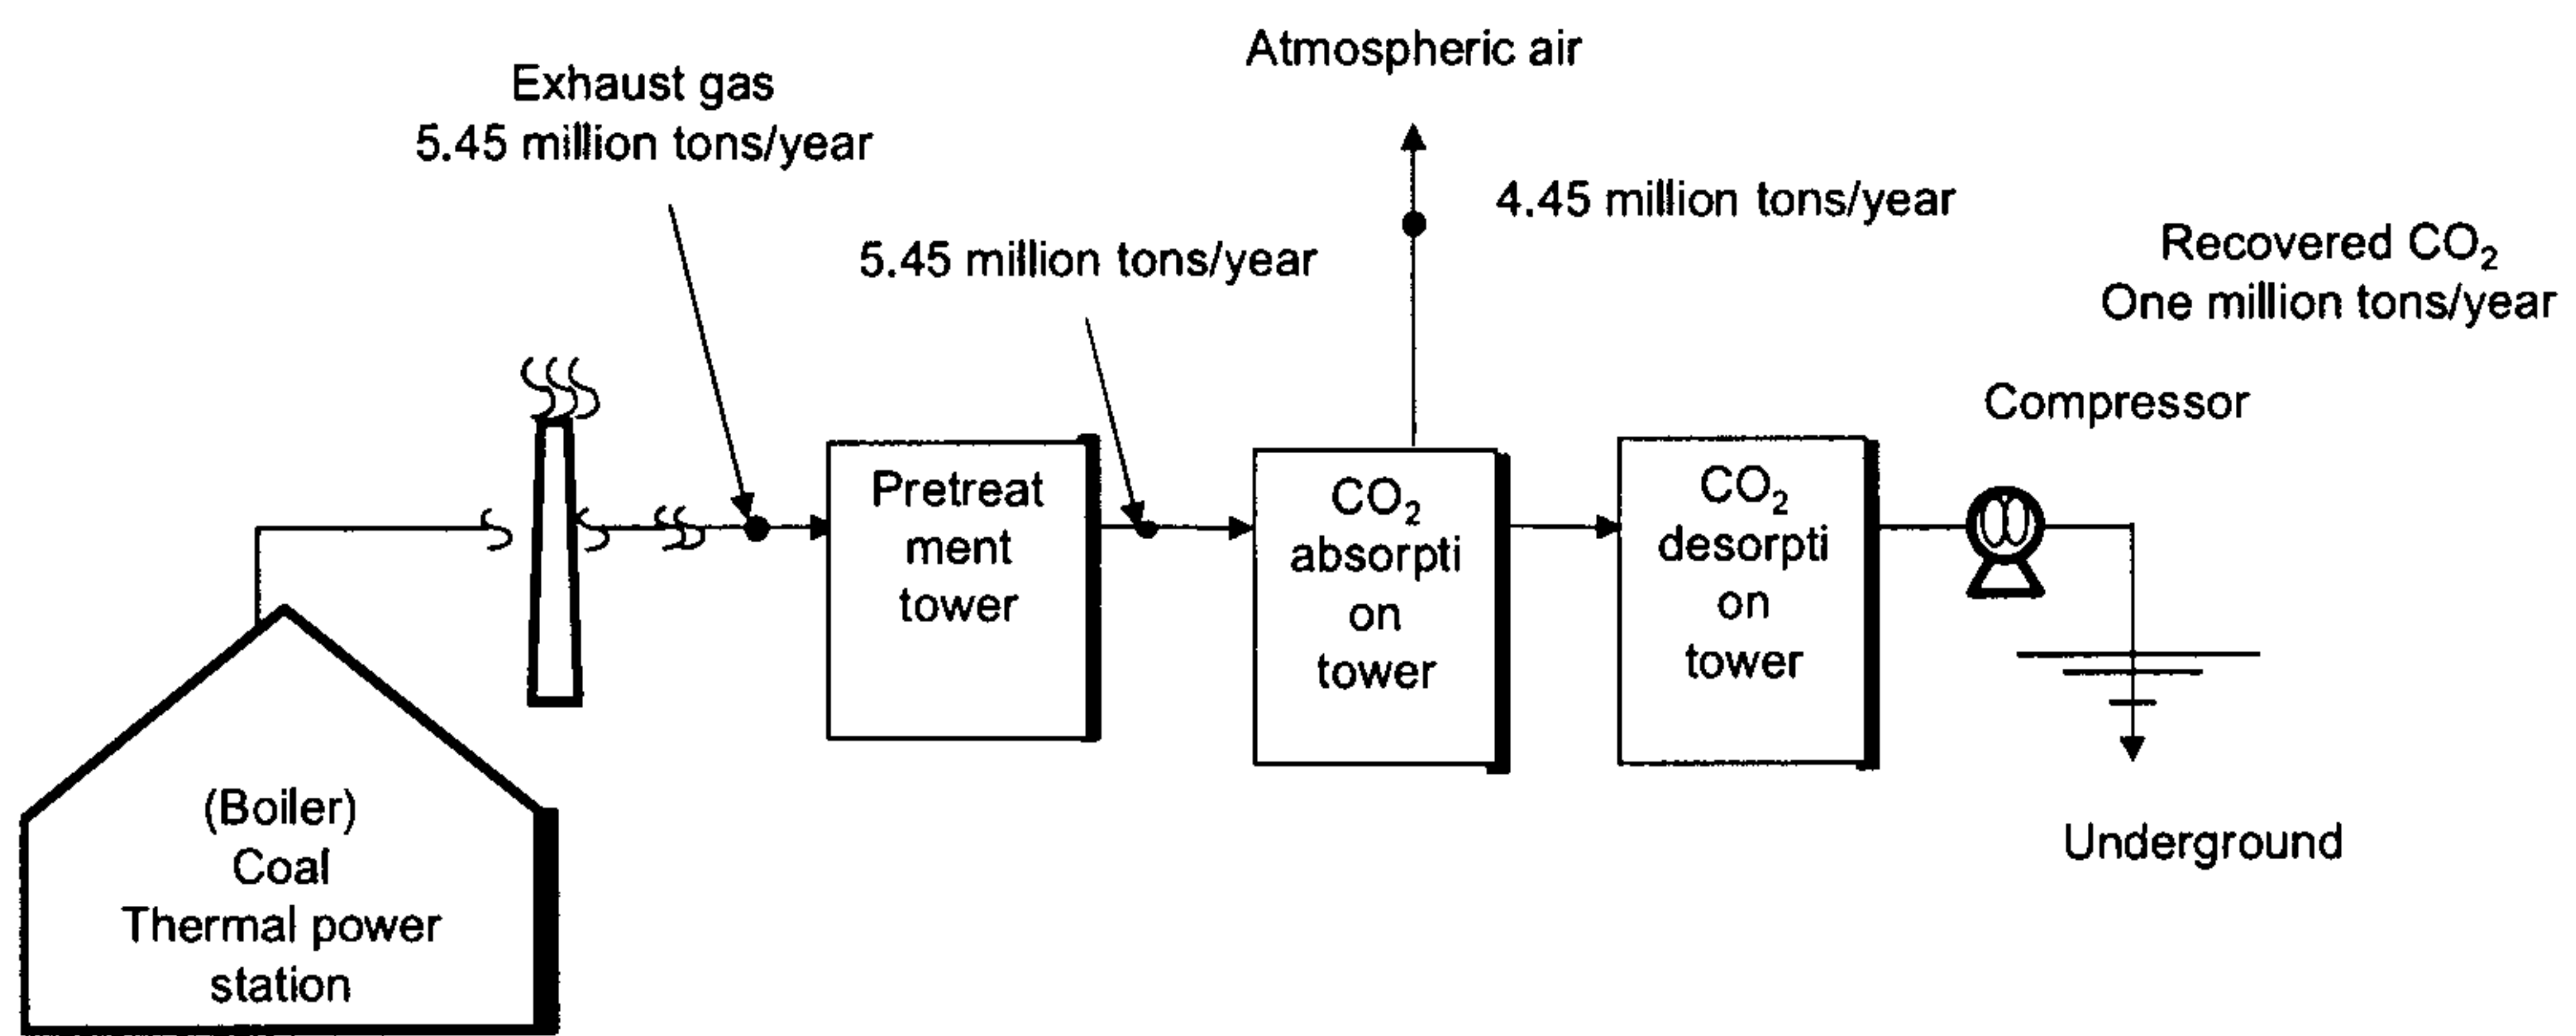 Atmospheric air
Exhaust gas
5.45 million tons/year
4.45 million tons/year
5.45 million tons/year
Recovered CO₂
One million tons/year
Compressor
Pretreat
ment
tower
CO₂
absorpti
on
tower
CO₂
desorpti
on
tower
(Boiler)
Coal
Thermal power
station
Underground